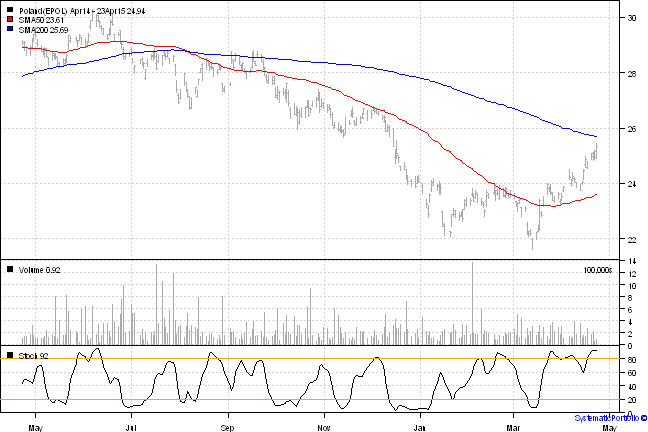 Poland(EPOL) Apr14 - 23Apr15 24.94
SMA50 23.61
SMA200 25.69
30
28
26
24
22
Volume 0.92
100,000s
14
12
10
8
6
4
2
0
Stoch 92
80
60
40
20
0
May Jul Sep Nov Jan Mar May
SystematicPortfolio ©